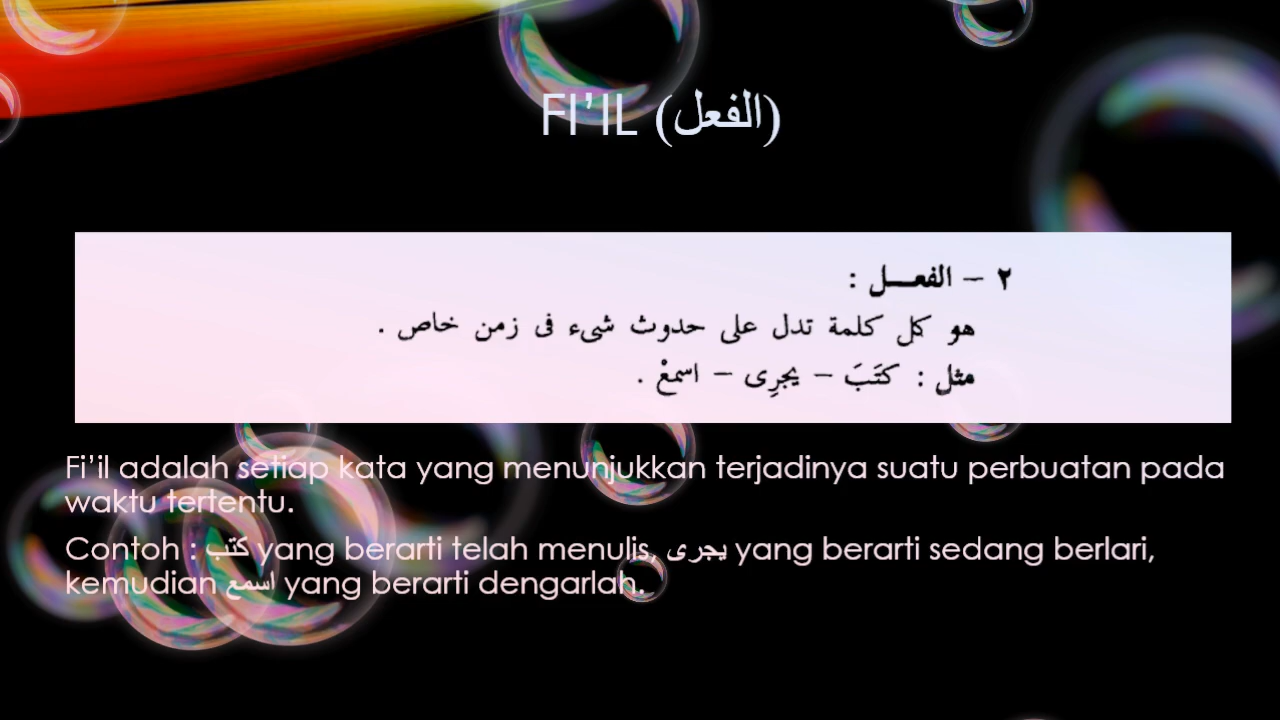 FI’IL (الفعل)
٢ – الفعـــل :
هو كل كلمة تدل على حدوث شىء فى زمن خاص .
مثل : كتَبَ – يجرِى – اسمعْ .
Fi’il adalah setiap kata yang menunjukkan terjadinya suatu perbuatan pada
waktu tertentu.
Contoh : كتب yang berarti telah menulis, يجرى yang berarti sedang berlari,
kemudian اسمع yang berarti dengarlah.